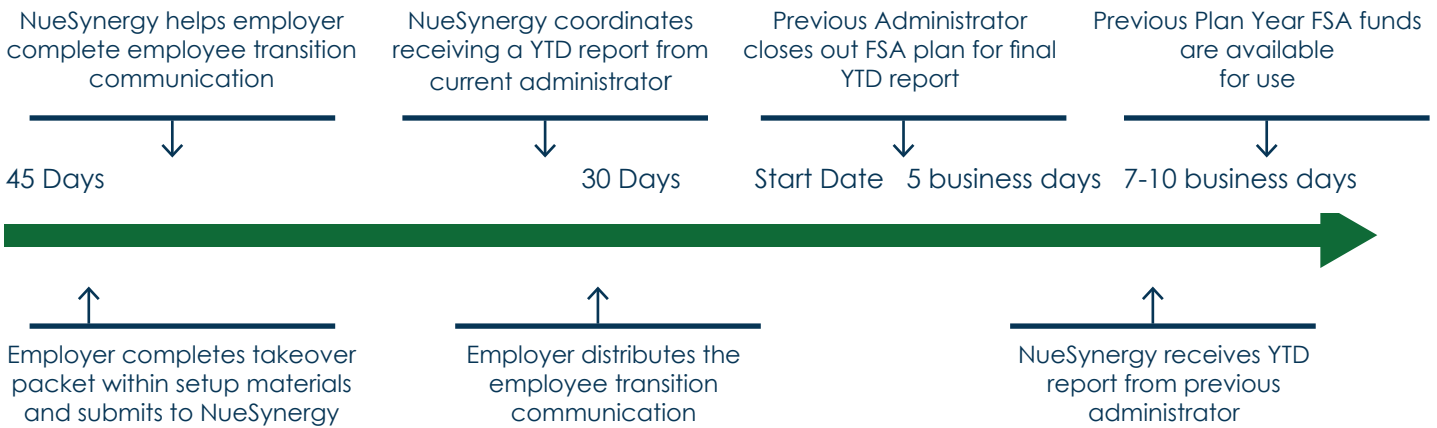 NueSynergy helps employer
complete employee transition
communication
NueSynergy coordinates
receiving a YTD report from
current administrator
Previous Administrator
closes out FSA plan for final
YTD report
Previous Plan Year FSA funds
are available
for use
45 Days
30 Days
Start Date
5 business days
7-10 business days
Employer completes takeover
packet within setup materials
and submits to NueSynergy
Employer distributes the
employee transition
communication
NueSynergy receives YTD
report from previous
administrator